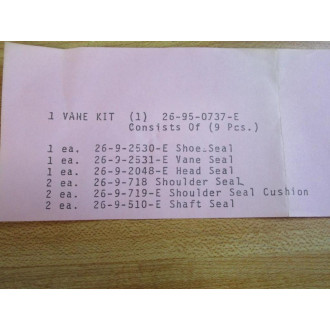 1 VANE KIT (1) 26-95-0737-E
Consists Of (9 Pcs.)
1 ea. 26-9-2530-E Shoe Seal
1 ea. 26-9-2531-E Vane Seal
1 ea. 26-9-2048-E Head Seal
2 ea. 26-9-718 Shoulder Seal
2 ea. 26-9-719-E Shoulder Seal Cushion
2 ea. 26-9-510-E Shaft Seal